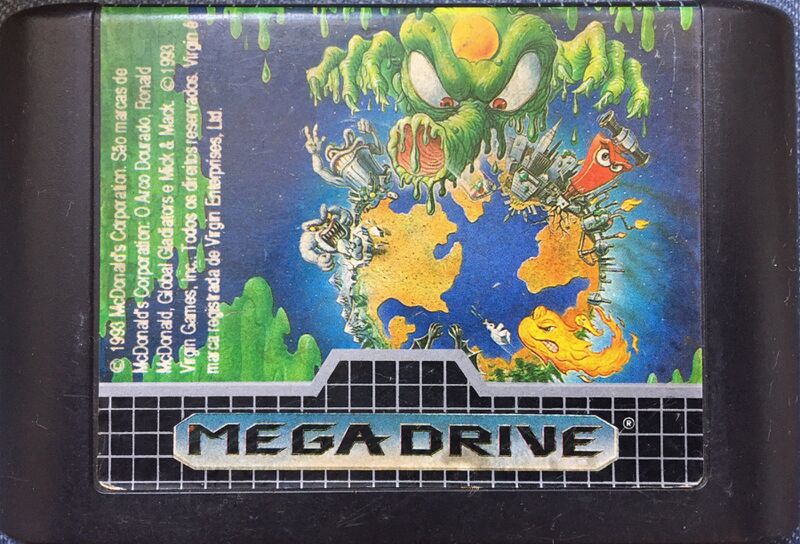 © 1993 McDonald's Corporation. São marcas de
McDonald's Corporation: O Arco Dourado, Ronald
McDonald, Global Gladiators e Mick & Mack. © 1993
Virgin Games, Inc. Todos os direitos reservados. Virgin é
marca registrada de Virgin Enterprises, Ltd.
MEGA DRIVE®